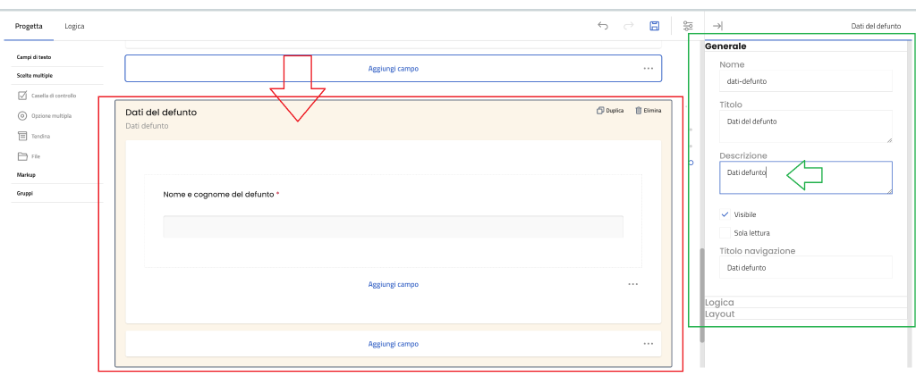 Progetta Logica
Dati del defunto
Campi di testo
Scelte multiple
Casella di controllo
Opzione multipla
Tendina
File
Markup
Gruppi
Aggiungi campo
Dati del defunto
Duplica Elimina
Dati defunto
Nome e cognome del defunto *
Aggiungi campo
Aggiungi campo
Generale
Nome
dati-defunto
Titolo
Dati del defunto
Descrizione
Dati defunto
Visibile
Sola lettura
Titolo navigazione
Dati defunto
Logica
Layout